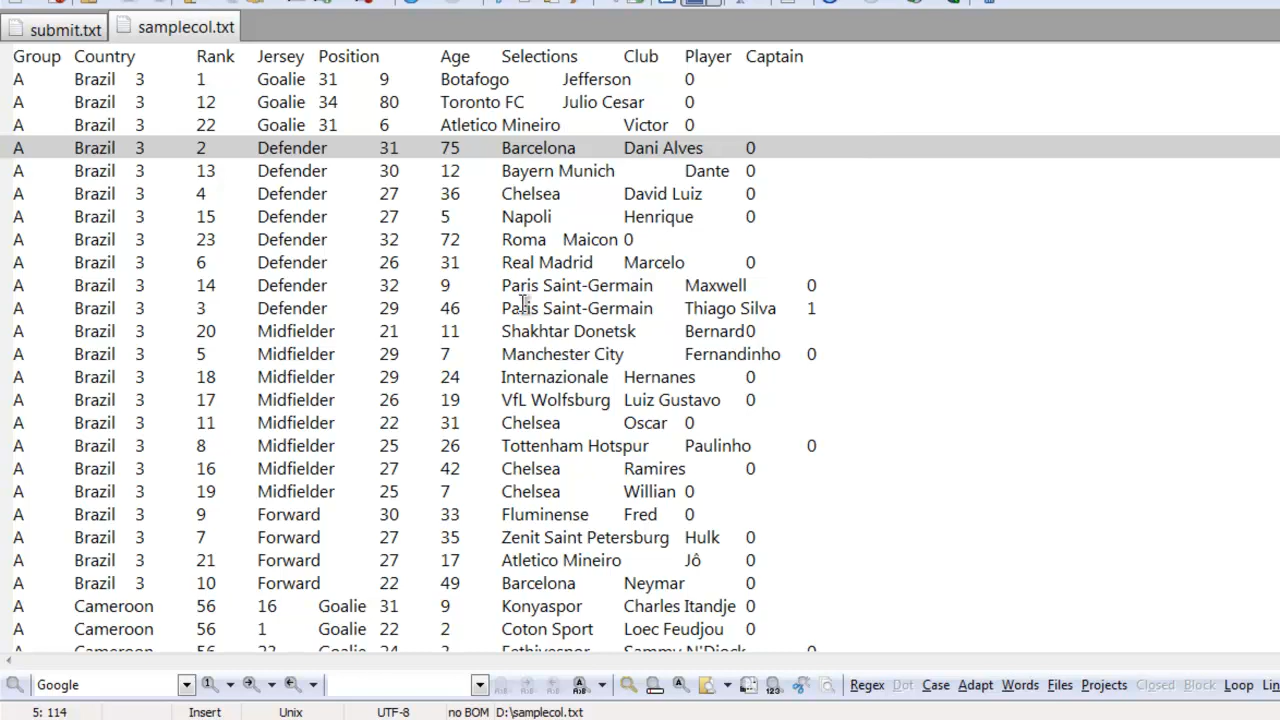 submit.txt samplecol.txt
Group Country Rank Jersey Position Age Selections Club Player Captain
A Brazil 3 1 Goalie 31 9 Botafogo Jefferson 0
A Brazil 3 12 Goalie 34 80 Toronto FC Julio Cesar 0
A Brazil 3 22 Goalie 31 6 Atletico Mineiro Victor 0
A Brazil 3 2 Defender 31 75 Barcelona Dani Alves 0
A Brazil 3 13 Defender 30 12 Bayern Munich Dante 0
A Brazil 3 4 Defender 27 36 Chelsea David Luiz 0
A Brazil 3 15 Defender 27 5 Napoli Henrique 0
A Brazil 3 23 Defender 32 72 Roma Maicon 0
A Brazil 3 6 Defender 26 31 Real Madrid Marcelo 0
A Brazil 3 14 Defender 32 9 Paris Saint-Germain Maxwell 0
A Brazil 3 3 Defender 29 46 Paris Saint-Germain Thiago Silva 1
A Brazil 3 20 Midfielder 21 11 Shakhtar Donetsk Bernard 0
A Brazil 3 5 Midfielder 29 7 Manchester City Fernandinho 0
A Brazil 3 18 Midfielder 29 24 Internazionale Hernanes 0
A Brazil 3 17 Midfielder 26 19 VfL Wolfsburg Luiz Gustavo 0
A Brazil 3 11 Midfielder 22 31 Chelsea Oscar 0
A Brazil 3 8 Midfielder 25 26 Tottenham Hotspur Paulinho 0
A Brazil 3 16 Midfielder 27 42 Chelsea Ramires 0
A Brazil 3 19 Midfielder 25 7 Chelsea Willian 0
A Brazil 3 9 Forward 30 33 Fluminense Fred 0
A Brazil 3 7 Forward 27 35 Zenit Saint Petersburg Hulk 0
A Brazil 3 21 Forward 27 17 Atletico Mineiro Jô 0
A Brazil 3 10 Forward 22 49 Barcelona Neymar 0
A Cameroon 56 16 Goalie 31 9 Konyaspor Charles Itandje 0
A Cameroon 56 1 Goalie 22 2 Coton Sport Loec Feudjou 0
Google Regex Dot Case Adapt Words Files Projects Closed Block Loop
5: 114 Insert Unix UTF-8 no BOM D:\samplecol.txt